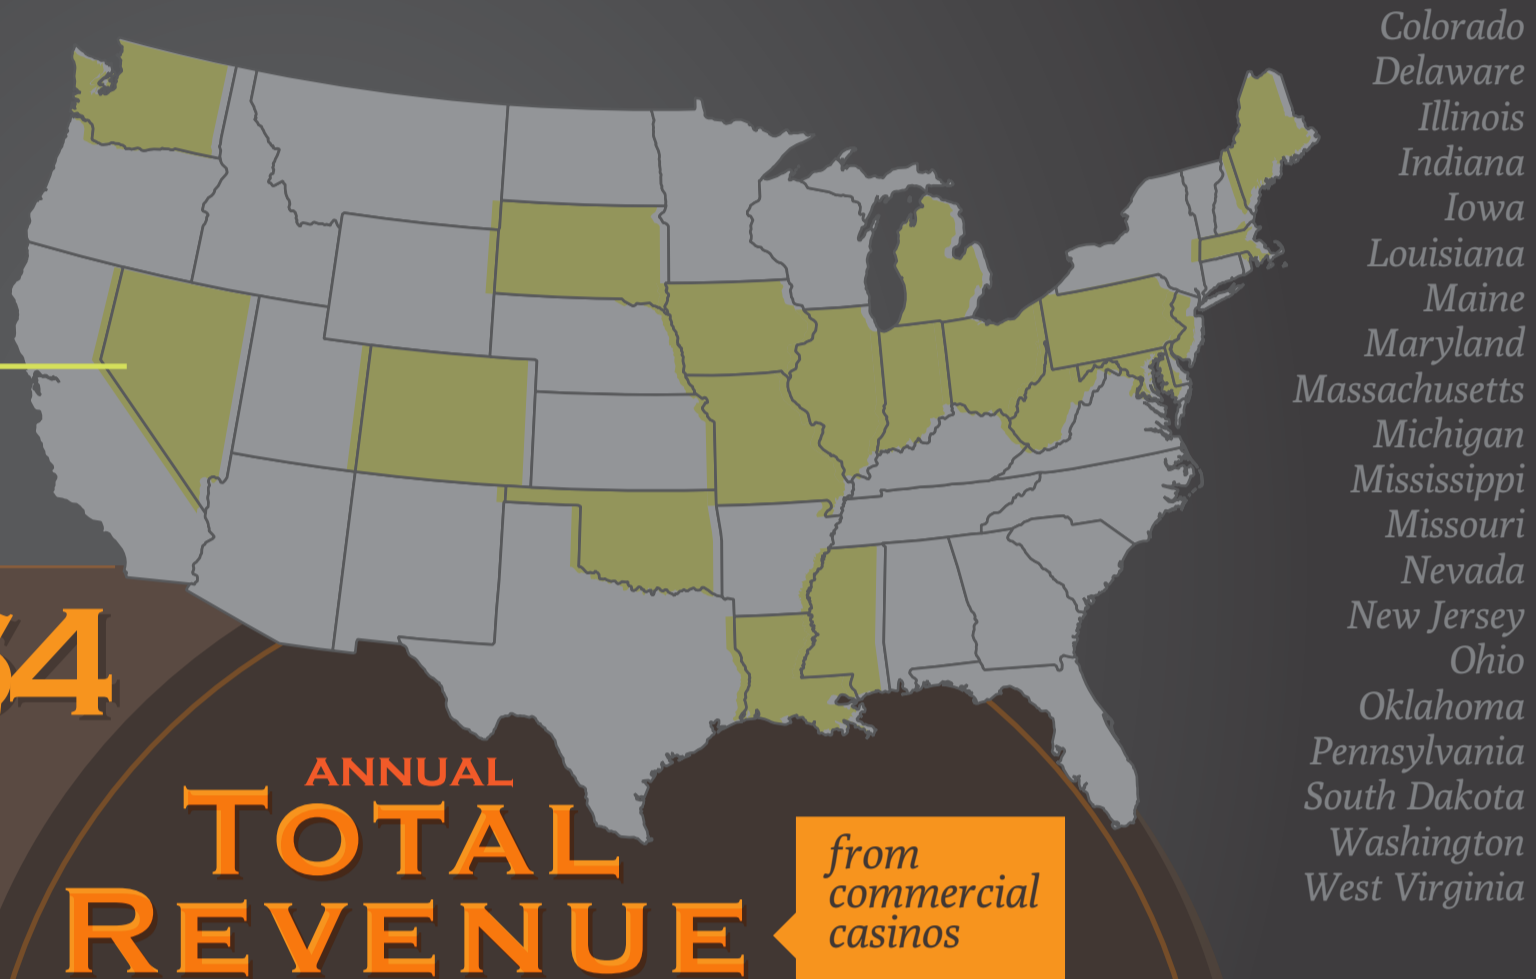 Colorado
Delaware
Illinois
Indiana
Iowa
Louisiana
Maine
Maryland
Massachusetts
Michigan
Mississippi
Missouri
Nevada
New Jersey
Ohio
Oklahoma
Pennsylvania
South Dakota
Washington
West Virginia
4
ANNUAL
TOTAL
REVENUE
from
commercial
casinos